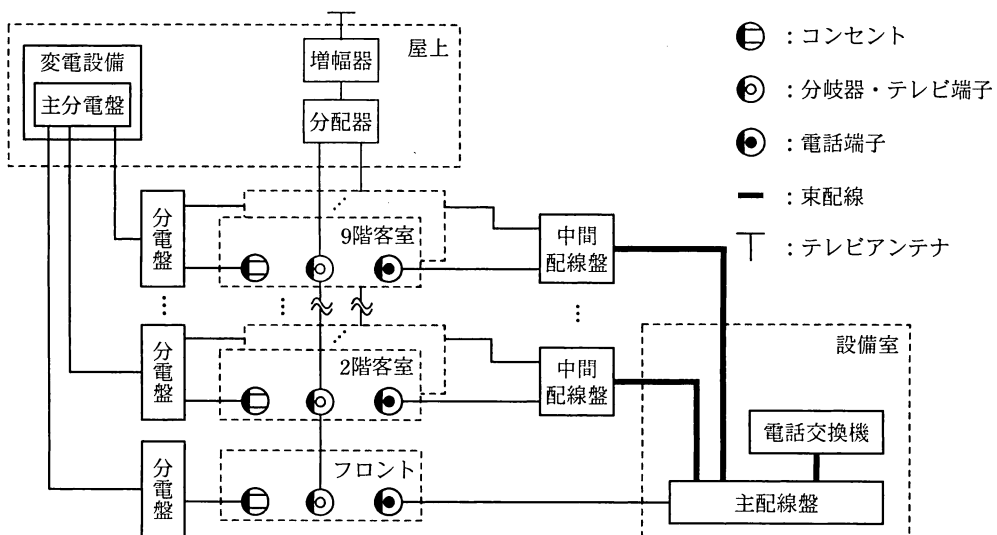 屋上
変電設備
主分電盤
増幅器
分配器
：コンセント
：分岐器・テレビ端子
：電話端子
：束配線
：テレビアンテナ
分電盤
9階客室
中間
配線盤
分電盤
2階客室
中間
配線盤
設備室
電話交換機
主配線盤
分電盤
フロント